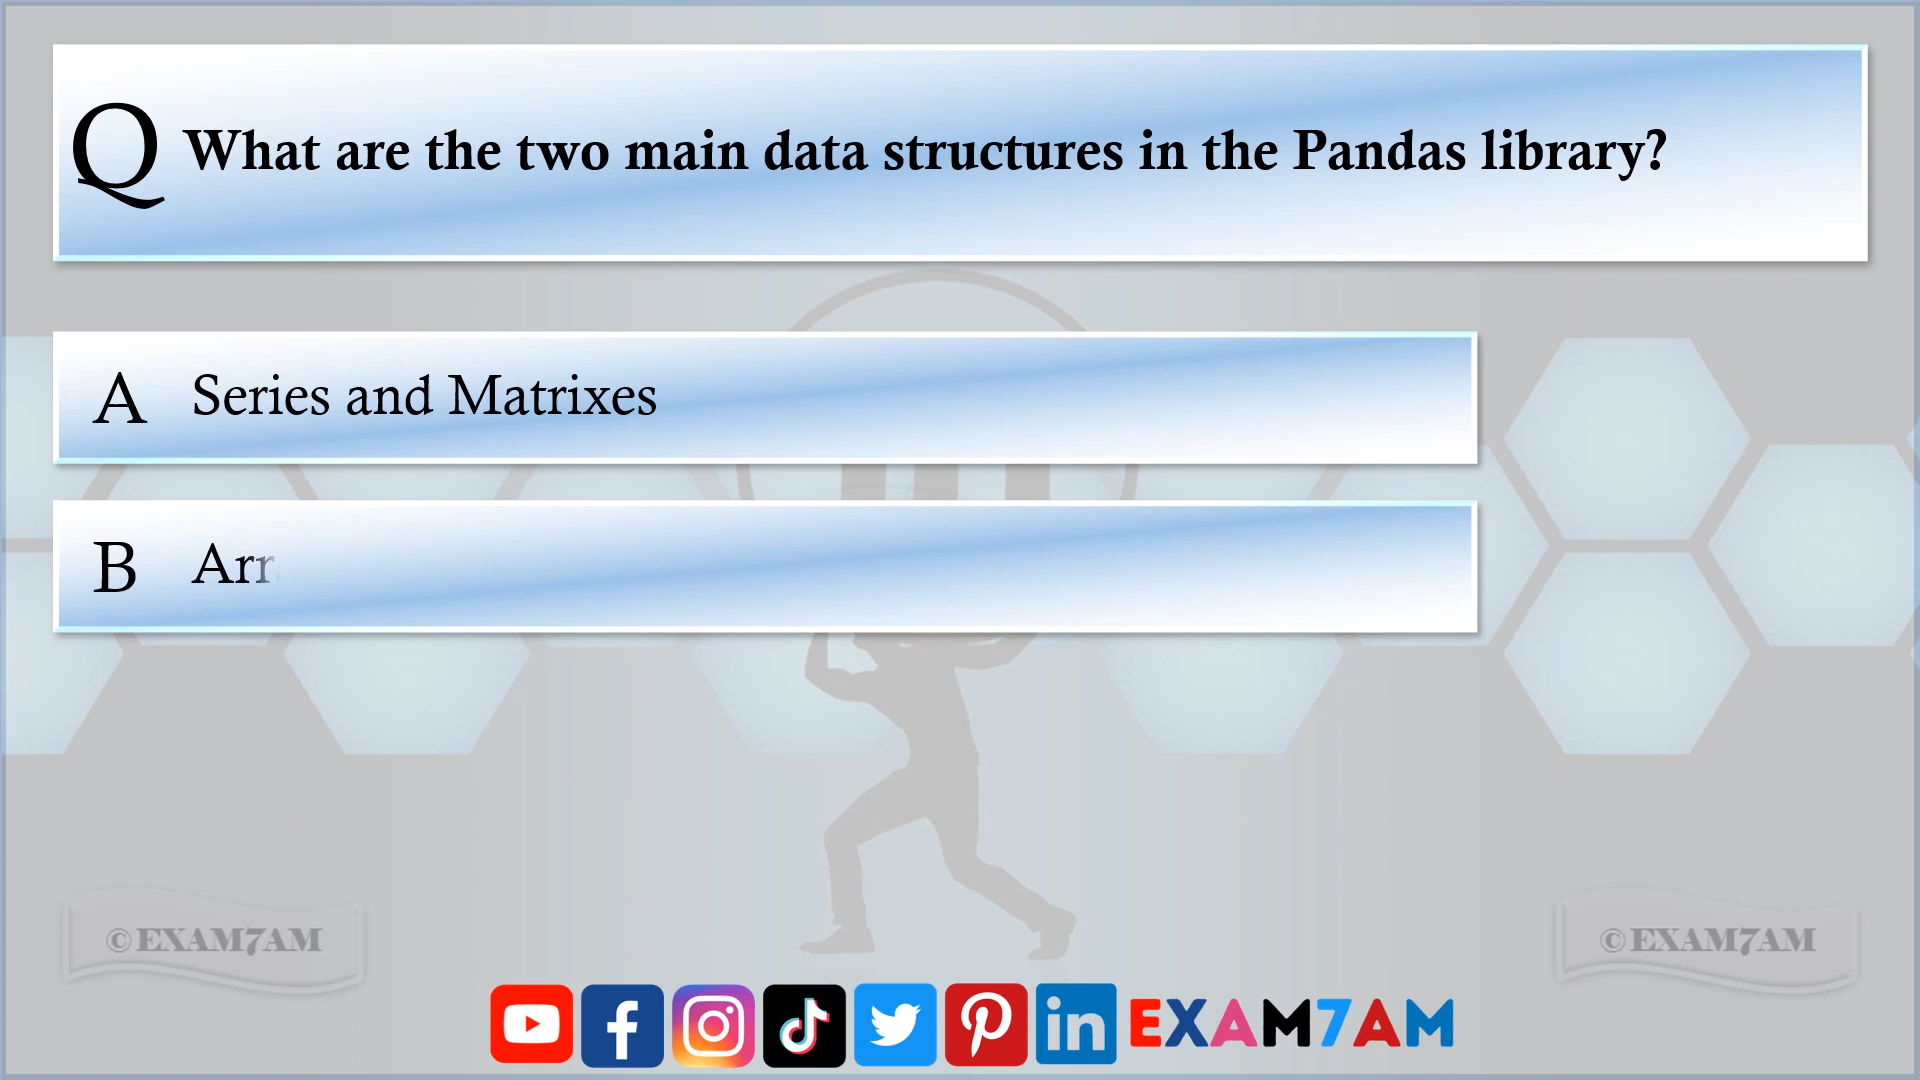 Q What are the two main data structures in the Pandas library?
A Series and Matrixes
B
© EXAM7AM
© EXAM7AM
EXAM7AM